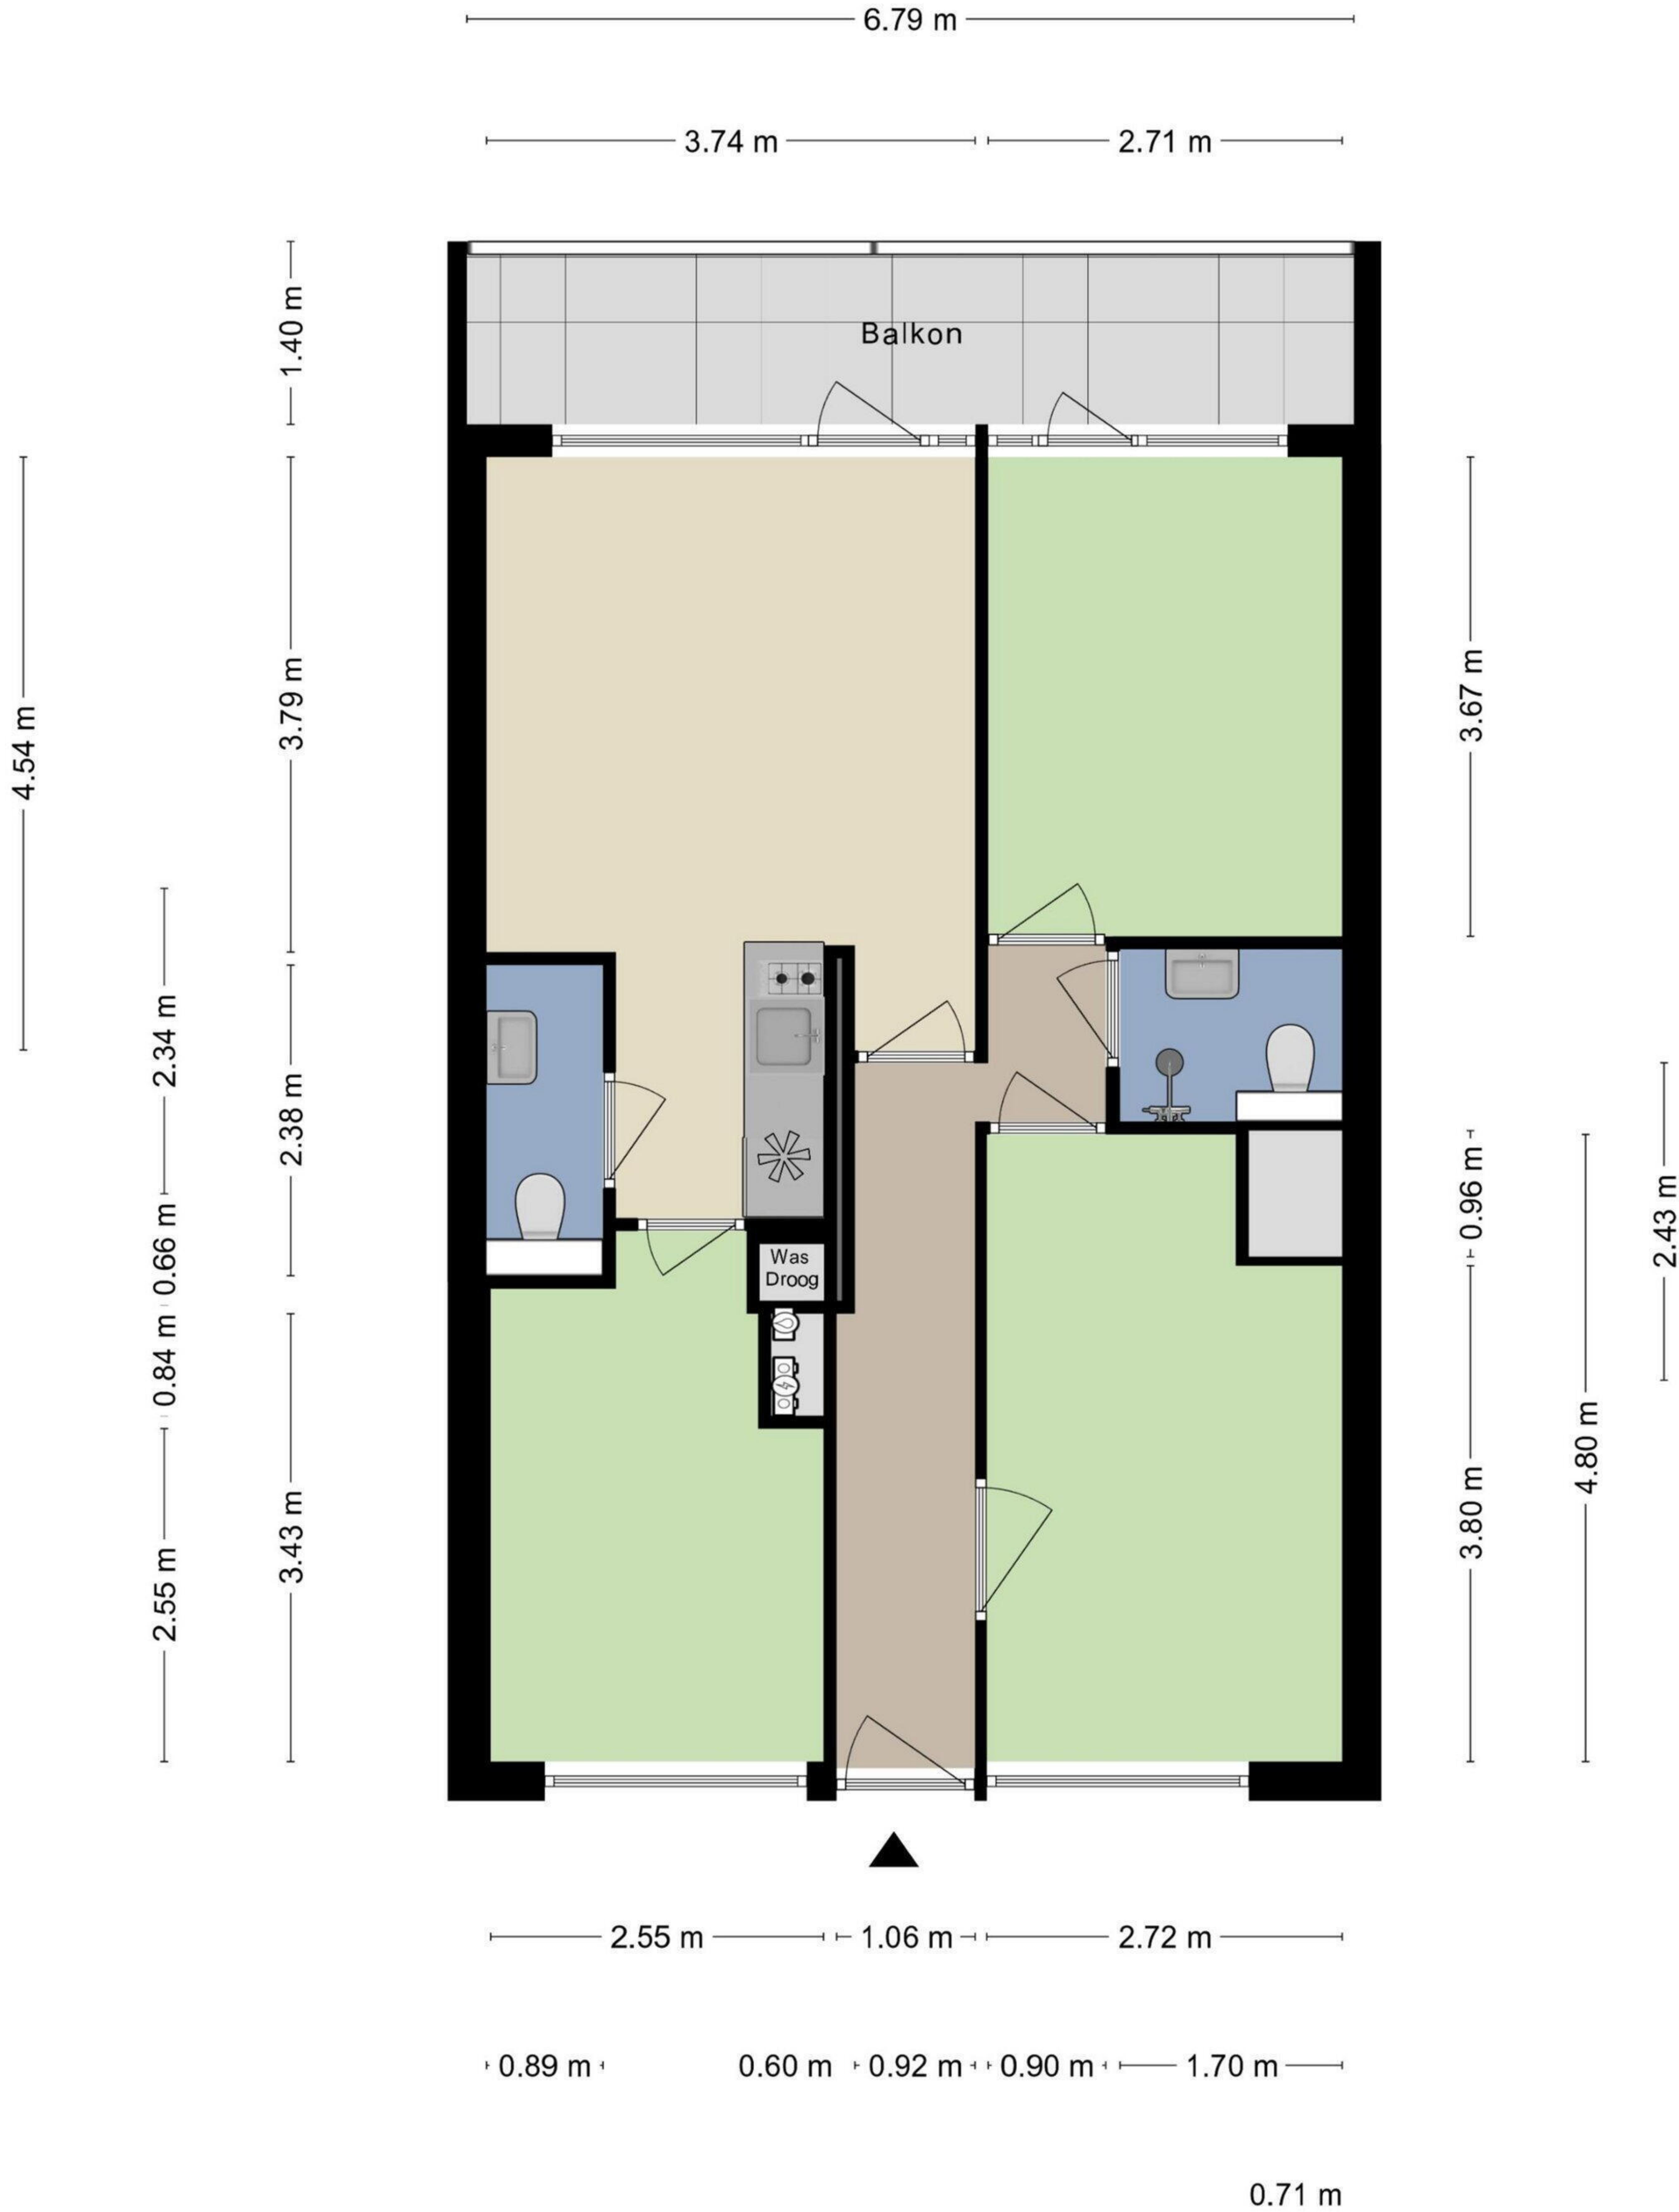 6.79 m
3.74 m
2.71 m
1.40 m
Balkon
4.54 m
3.79 m
3.67 m
2.34 m
2.38 m
0.96 m
2.43 m
0.66 m
Was
Droog
0.84 m
4.80 m
2.55 m
3.43 m
3.80 m
2.55 m
1.06 m
2.72 m
0.89 m
0.60 m
0.92 m
0.90 m
1.70 m
0.71 m